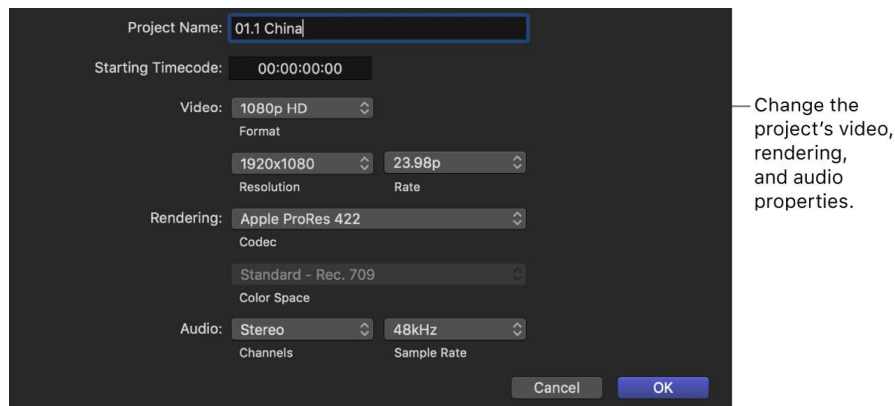 Project Name: 01.1 China
Starting Timecode: 00:00:00:00
Video: 1080p HD
Format
1920x1080 23.98p
Resolution Rate
Rendering: Apple ProRes 422
Codec
Standard - Rec. 709
Color Space
Audio: Stereo 48kHz
Channels Sample Rate
Cancel OK
Change the
project’s video,
rendering,
and audio
properties.